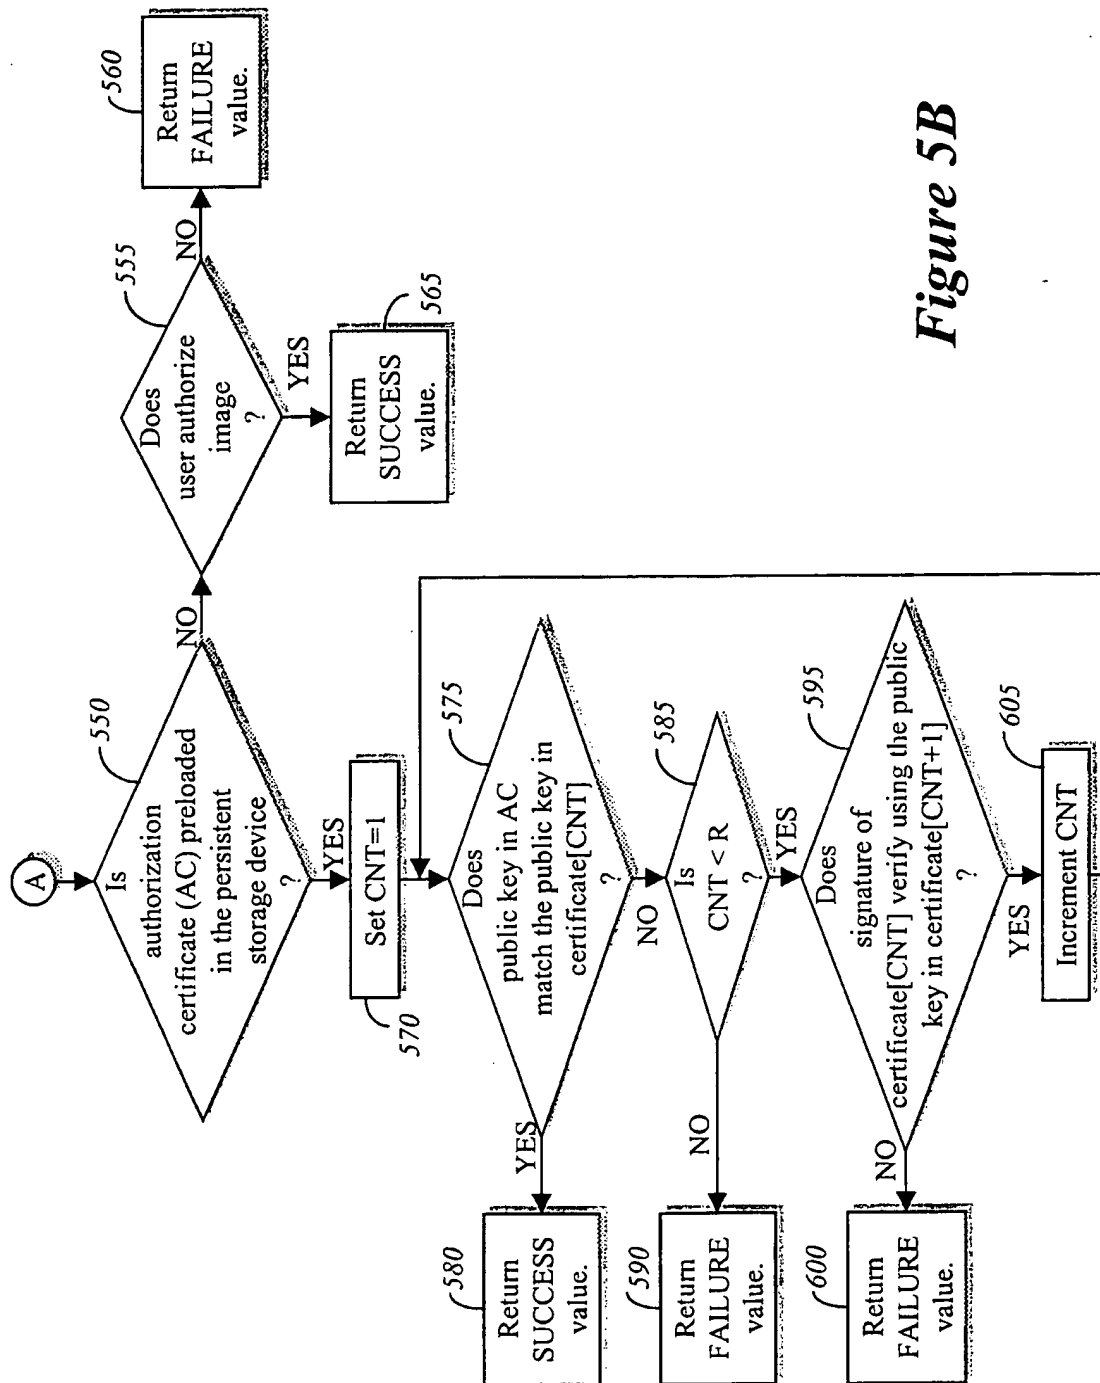 A
550
Is
authorization
certificate (AC) preloaded
in the persistent
storage device
?
NO
YES
555
Does
user authorize
image
?
NO
YES
560
Return
FAILURE
value.
565
Return
SUCCESS
value.
Set CNT=1
570
575
Does
public key in AC
match the public key in
certificate[CNT]
?
YES
NO
580
Return
SUCCESS
value.
585
Is
CNT < R
?
NO
YES
590
Return
FAILURE
value.
595
Does
signature of
certificate[CNT] verify using the public
key in certificate[CNT+1]
?
NO
YES
600
Return
FAILURE
value.
605
Increment CNT
Figure 5B